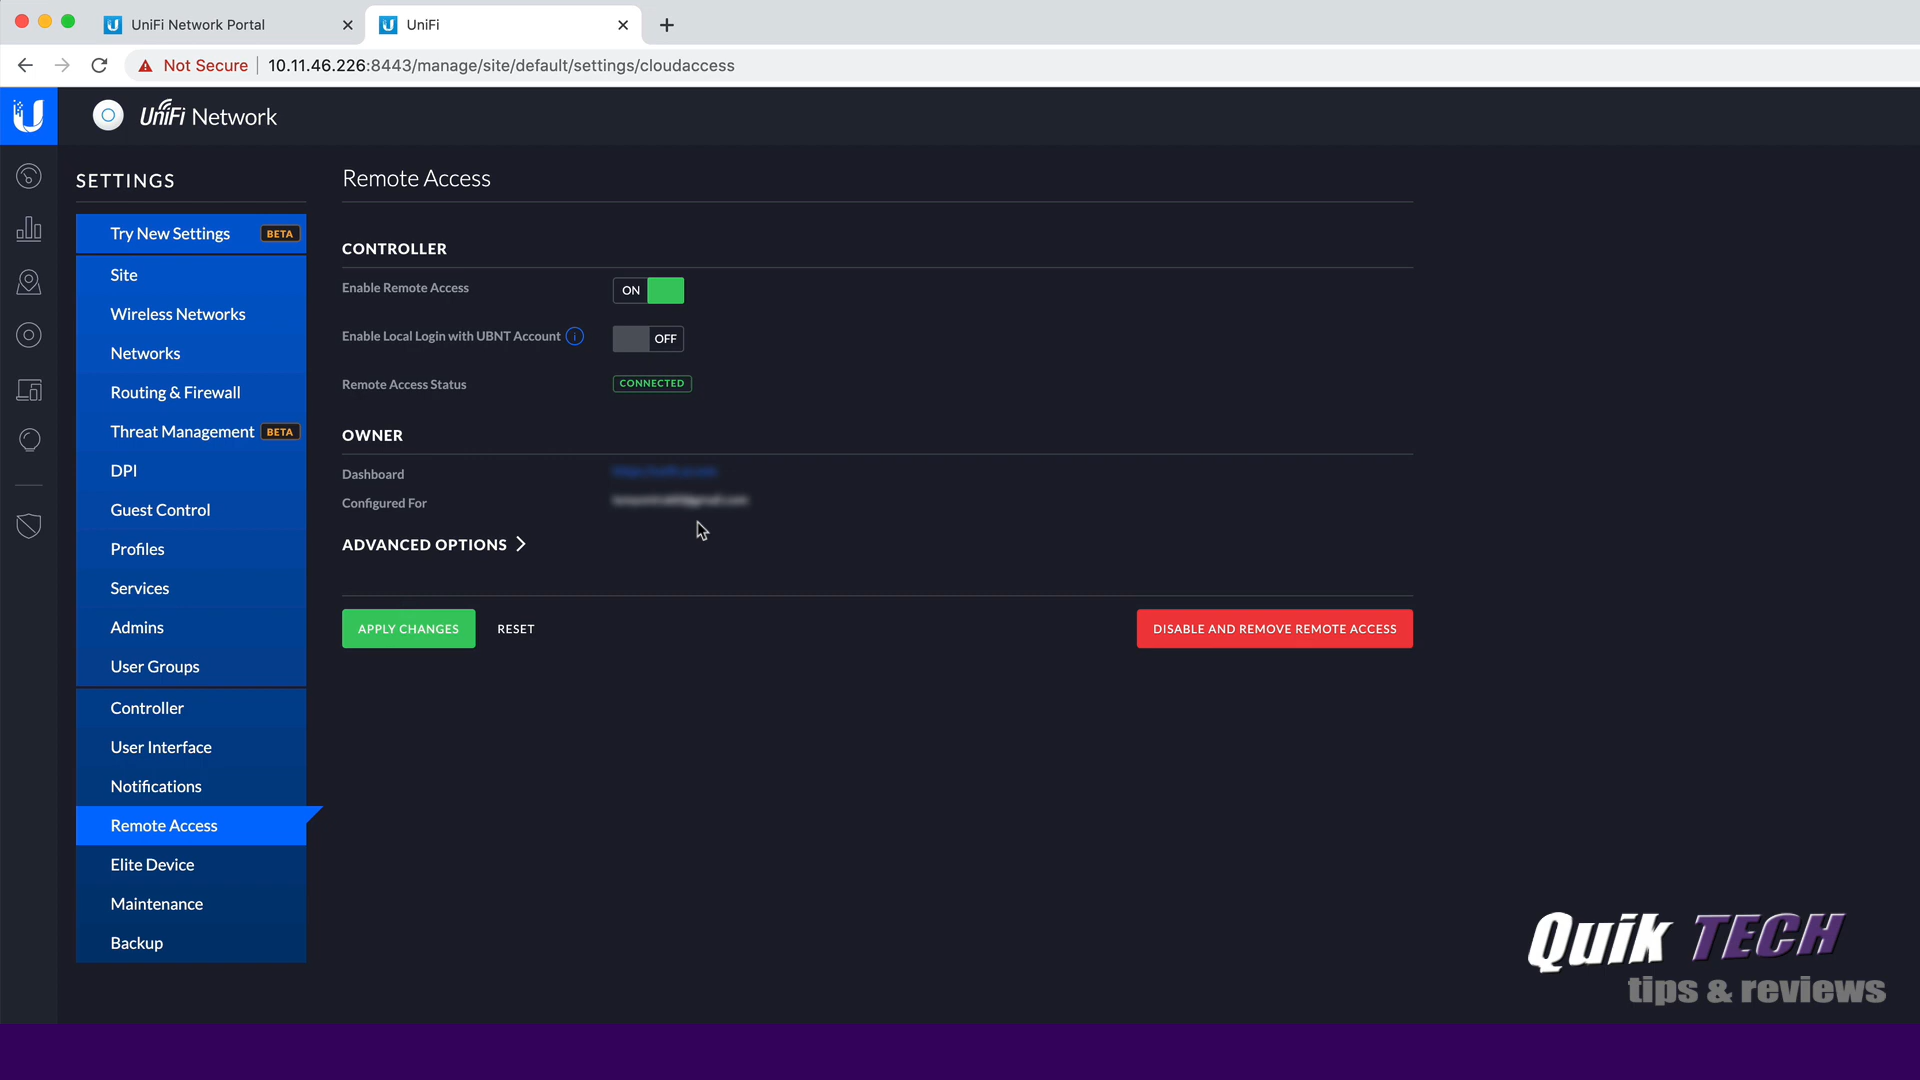 UniFi Network Portal
UniFi
Not Secure
10.11.46.226:8443/manage/site/default/settings/cloudaccess
UniFi Network
SETTINGS
Try New Settings BETA
Site
Wireless Networks
Networks
Routing & Firewall
Threat Management BETA
DPI
Guest Control
Profiles
Services
Admins
User Groups
Controller
User Interface
Notifications
Remote Access
Elite Device
Maintenance
Backup
Remote Access
CONTROLLER
Enable Remote Access ON
Enable Local Login with UBNT Account OFF
Remote Access Status CONNECTED
OWNER
Dashboard
Configured For
ADVANCED OPTIONS
APPLY CHANGES RESET DISABLE AND REMOVE REMOTE ACCESS
Quik TECH
tips & reviews